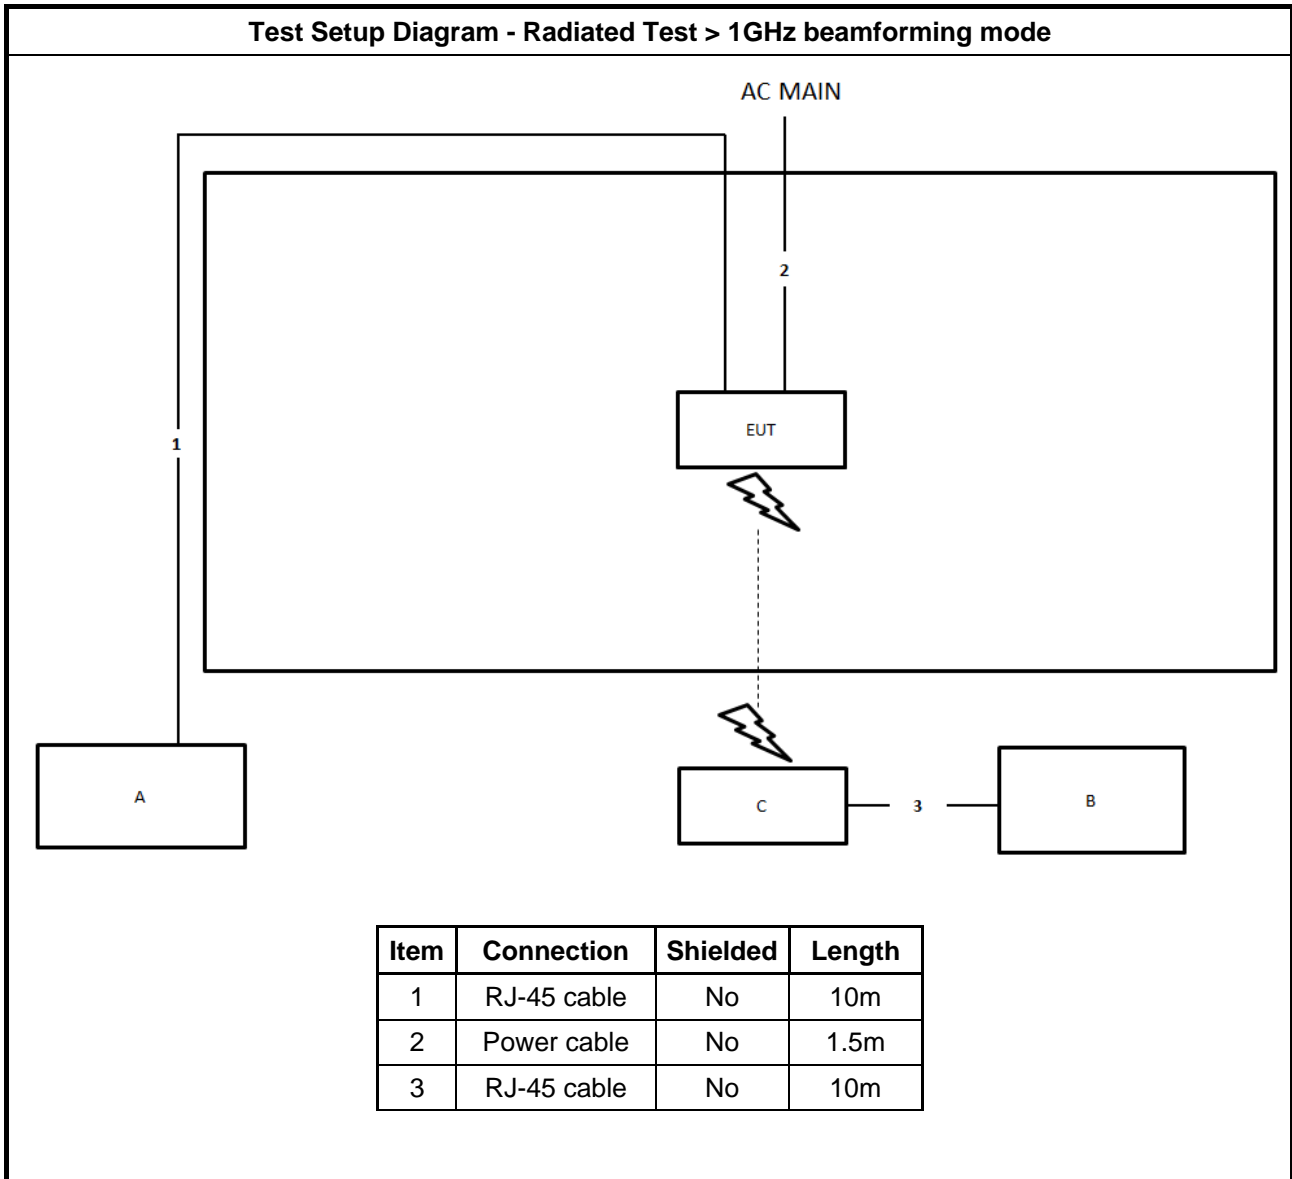 Test Setup Diagram - Radiated Test > 1GHz beamforming mode
AC MAIN
2
EUT
1
A
C
3
B
Item Connection Shielded Length
1 RJ-45 cable No 10m
2 Power cable No 1.5m
3 RJ-45 cable No 10m